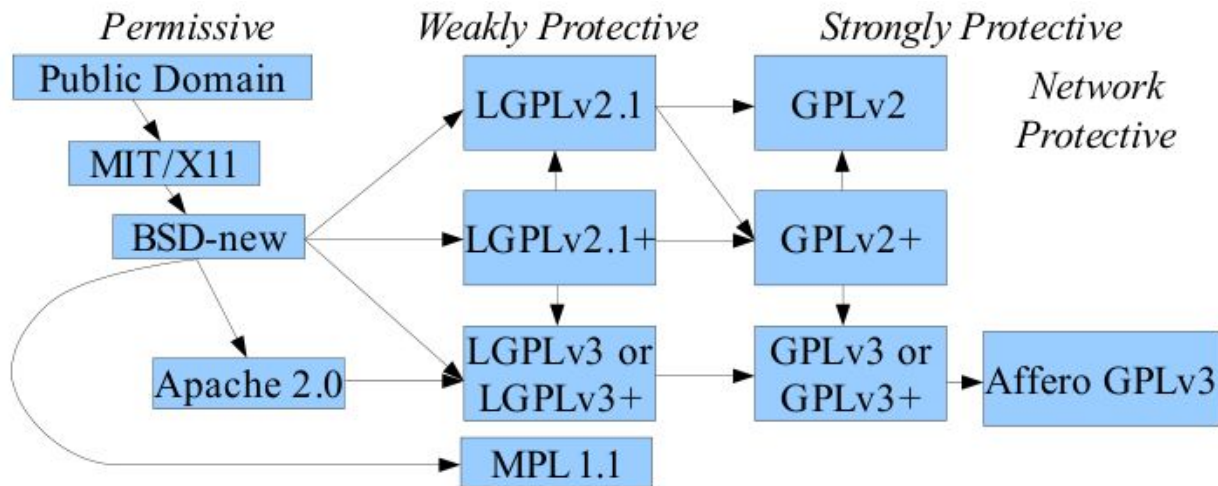 Permissive
Weakly Protective
Strongly Protective
Public Domain
LGPLv2.1
GPLv2
Network
Protective
MIT/X11
BSD-new
LGPLv2.1+
GPLv2+
Apache 2.0
LGPLv3 or
LGPLv3+
GPLv3 or
GPLv3+
Affero GPLv3
MPL 1.1